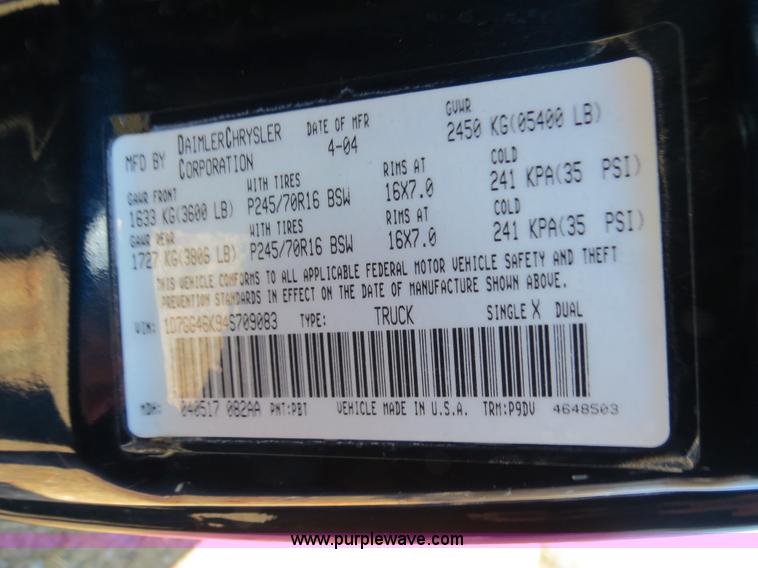 MFD BY DAIMLERCHRYSLER CORPORATION DATE OF MFR 4-04 GVWR 2450 KG(05400 LB)
GAWR FRONT WITH TIRES RIMS AT COLD
1633 KG(3600 LB) P245/70R16 BSW 16X7.0 241 KPA(35 PSI)
GAWR REAR WITH TIRES RIMS AT COLD
1727 KG(3806 LB) P245/70R16 BSW 16X7.0 241 KPA(35 PSI)
THIS VEHICLE CONFORMS TO ALL APPLICABLE FEDERAL MOTOR VEHICLE SAFETY AND THEFT
PREVENTION STANDARDS IN EFFECT ON THE DATE OF MANUFACTURE SHOWN ABOVE.
VIN: 1D7GG46K94S709083 TYPE: TRUCK SINGLE X DUAL
MDH: 040517 082AA PNT:PBT VEHICLE MADE IN U.S.A. TRM:P9DV 4648503
www.purplewave.com